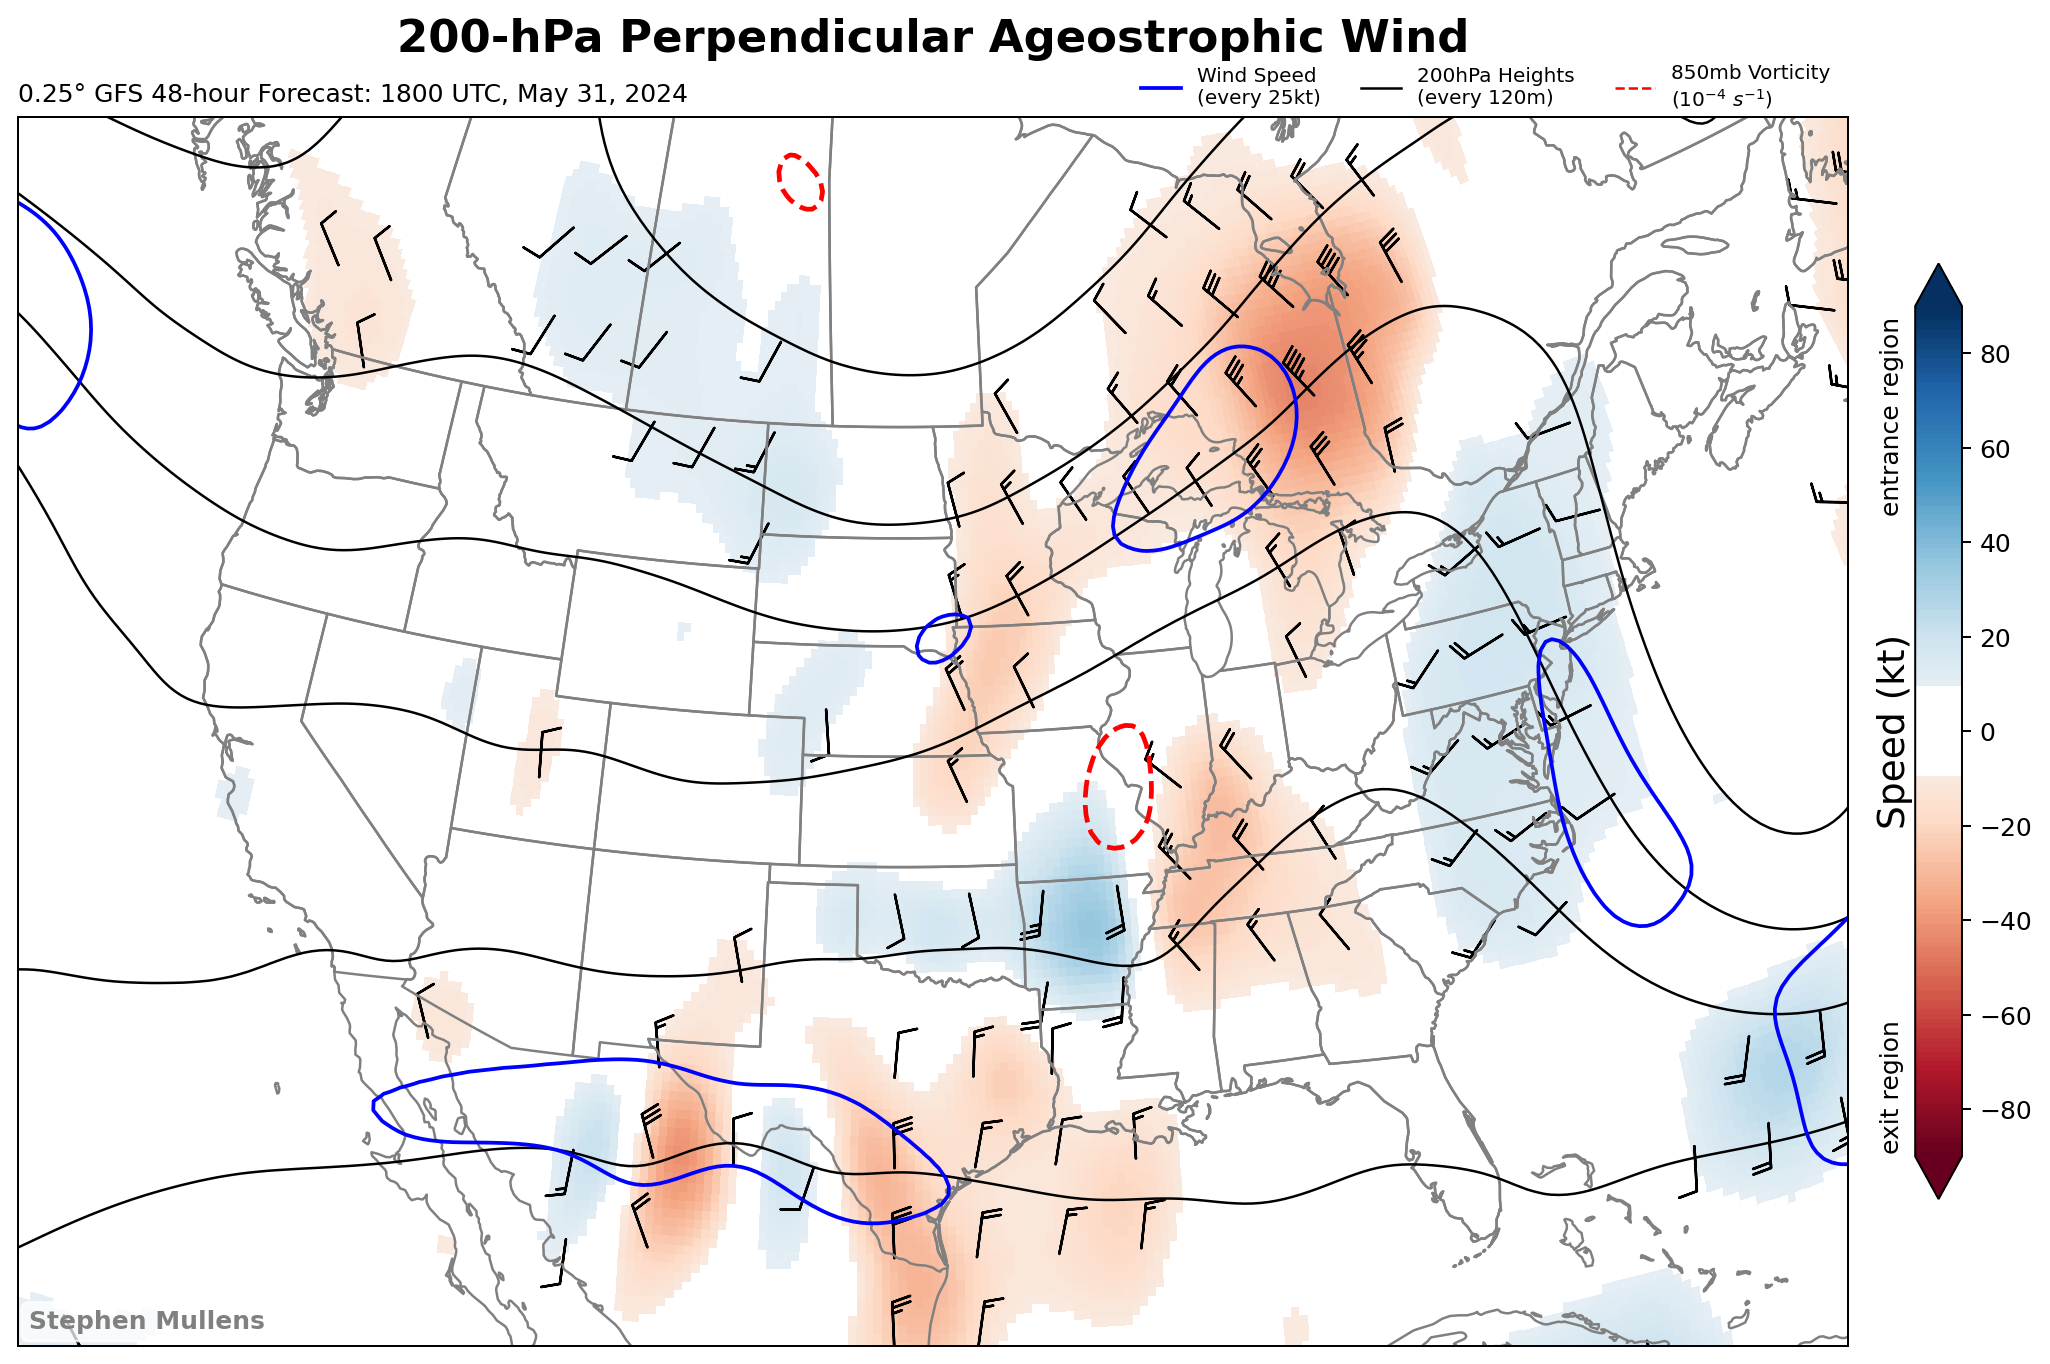 200-hPa Perpendicular Ageostrophic Wind
0.25° GFS 48-hour Forecast: 1800 UTC, May 31, 2024
Wind Speed
(every 25kt)
200hPa Heights
(every 120m)
850mb Vorticity
(10⁻⁴ s⁻¹)
entrance region
Speed (kt)
exit region
80
60
40
20
0
−20
−40
−60
−80
Stephen Mullens